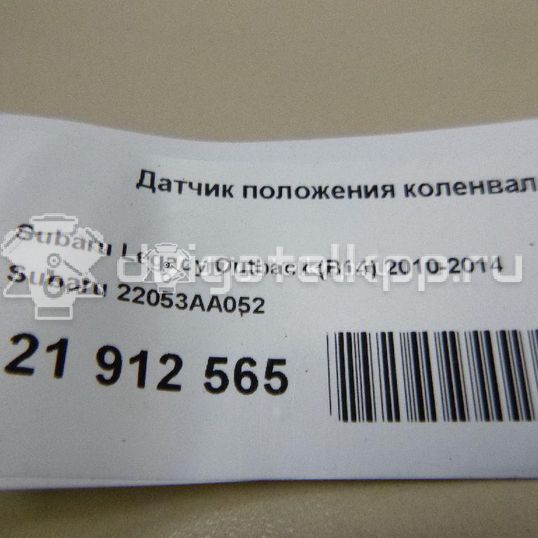 Датчик положения коленвал
Subaru Legacy Outback (B14) 2010-2014
Subaru 22053AA052
21 912 565